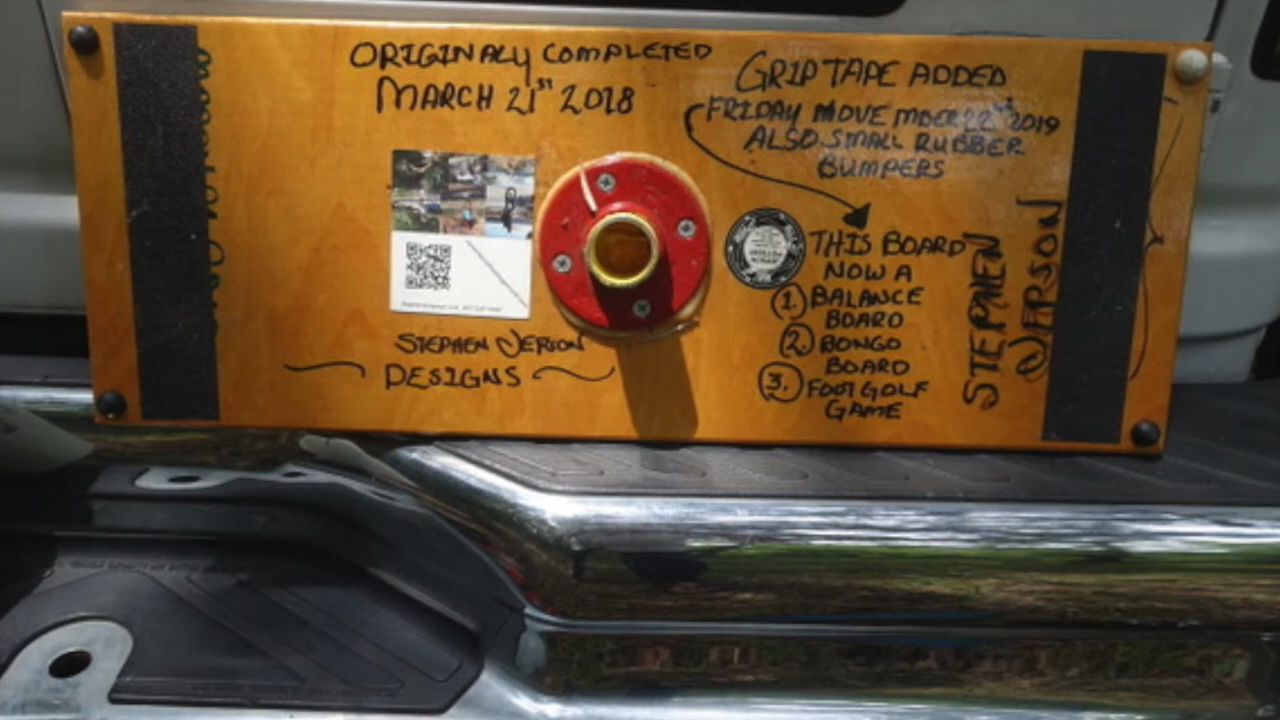 ORIGINALY COMPLETED
MARCH 21ST 2018
GRIP TAPE ADDED
FRIDAY NOVEMBER 22ND 2019
ALSO SMALL RUBBER
BUMPERS
THIS BOARD
NOW A
1. BALANCE
BOARD
2. BONGO
BOARD
3. FOOT GOLF
GAME
STEPHEN VERSON
DESIGNS
STEPHEN
VERSON